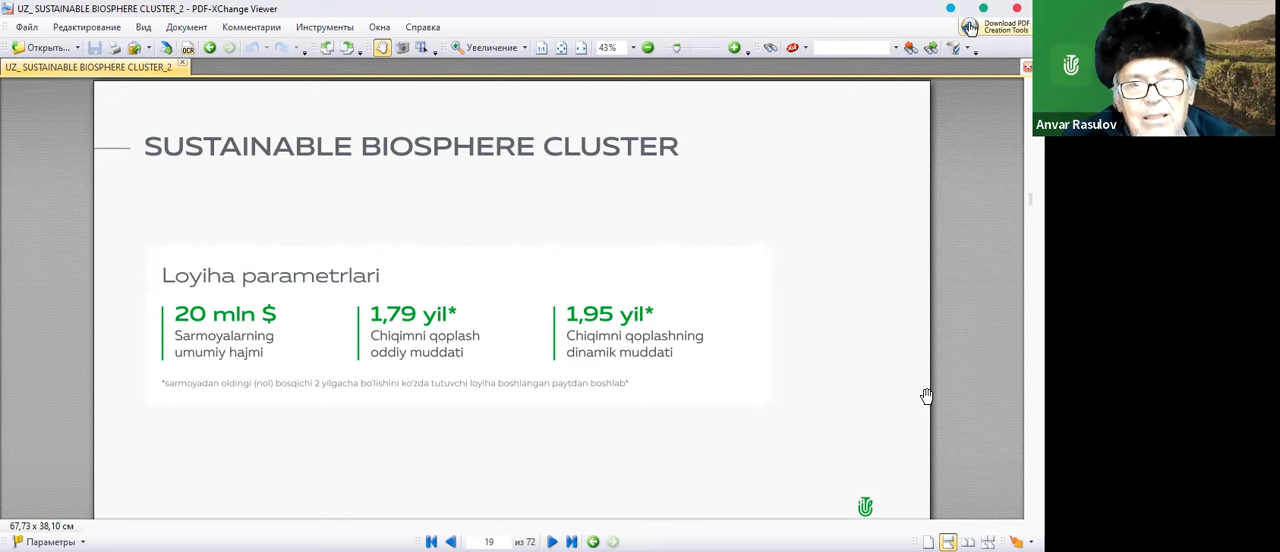 UZ_ SUSTAINABLE BIOSPHERE CLUSTER_2 - PDF-XChange Viewer
Файл Редактирование Вид Документ Комментарии Инструменты Окна Справка
Download PDF
Creation Tools
Открыть... OCR Увеличение 43%
UZ_ SUSTAINABLE BIOSPHERE CLUSTER_2
Anvar Rasulov
SUSTAINABLE BIOSPHERE CLUSTER
Loyiha parametrlari
20 mln $ 1,79 yil* 1,95 yil*
Sarmoyalarning Chiqimni qoplash Chiqimni qoplashning
umumiy hajmi oddiy muddati dinamik muddati
*sarmoyadan oldingi (nol) bosqichi 2 yilgacha bo'lishini ko'zda tutuvchi loyiha boshlangan paytdan boshlab*
67,73 x 38,10 см
Параметры 19 из 72